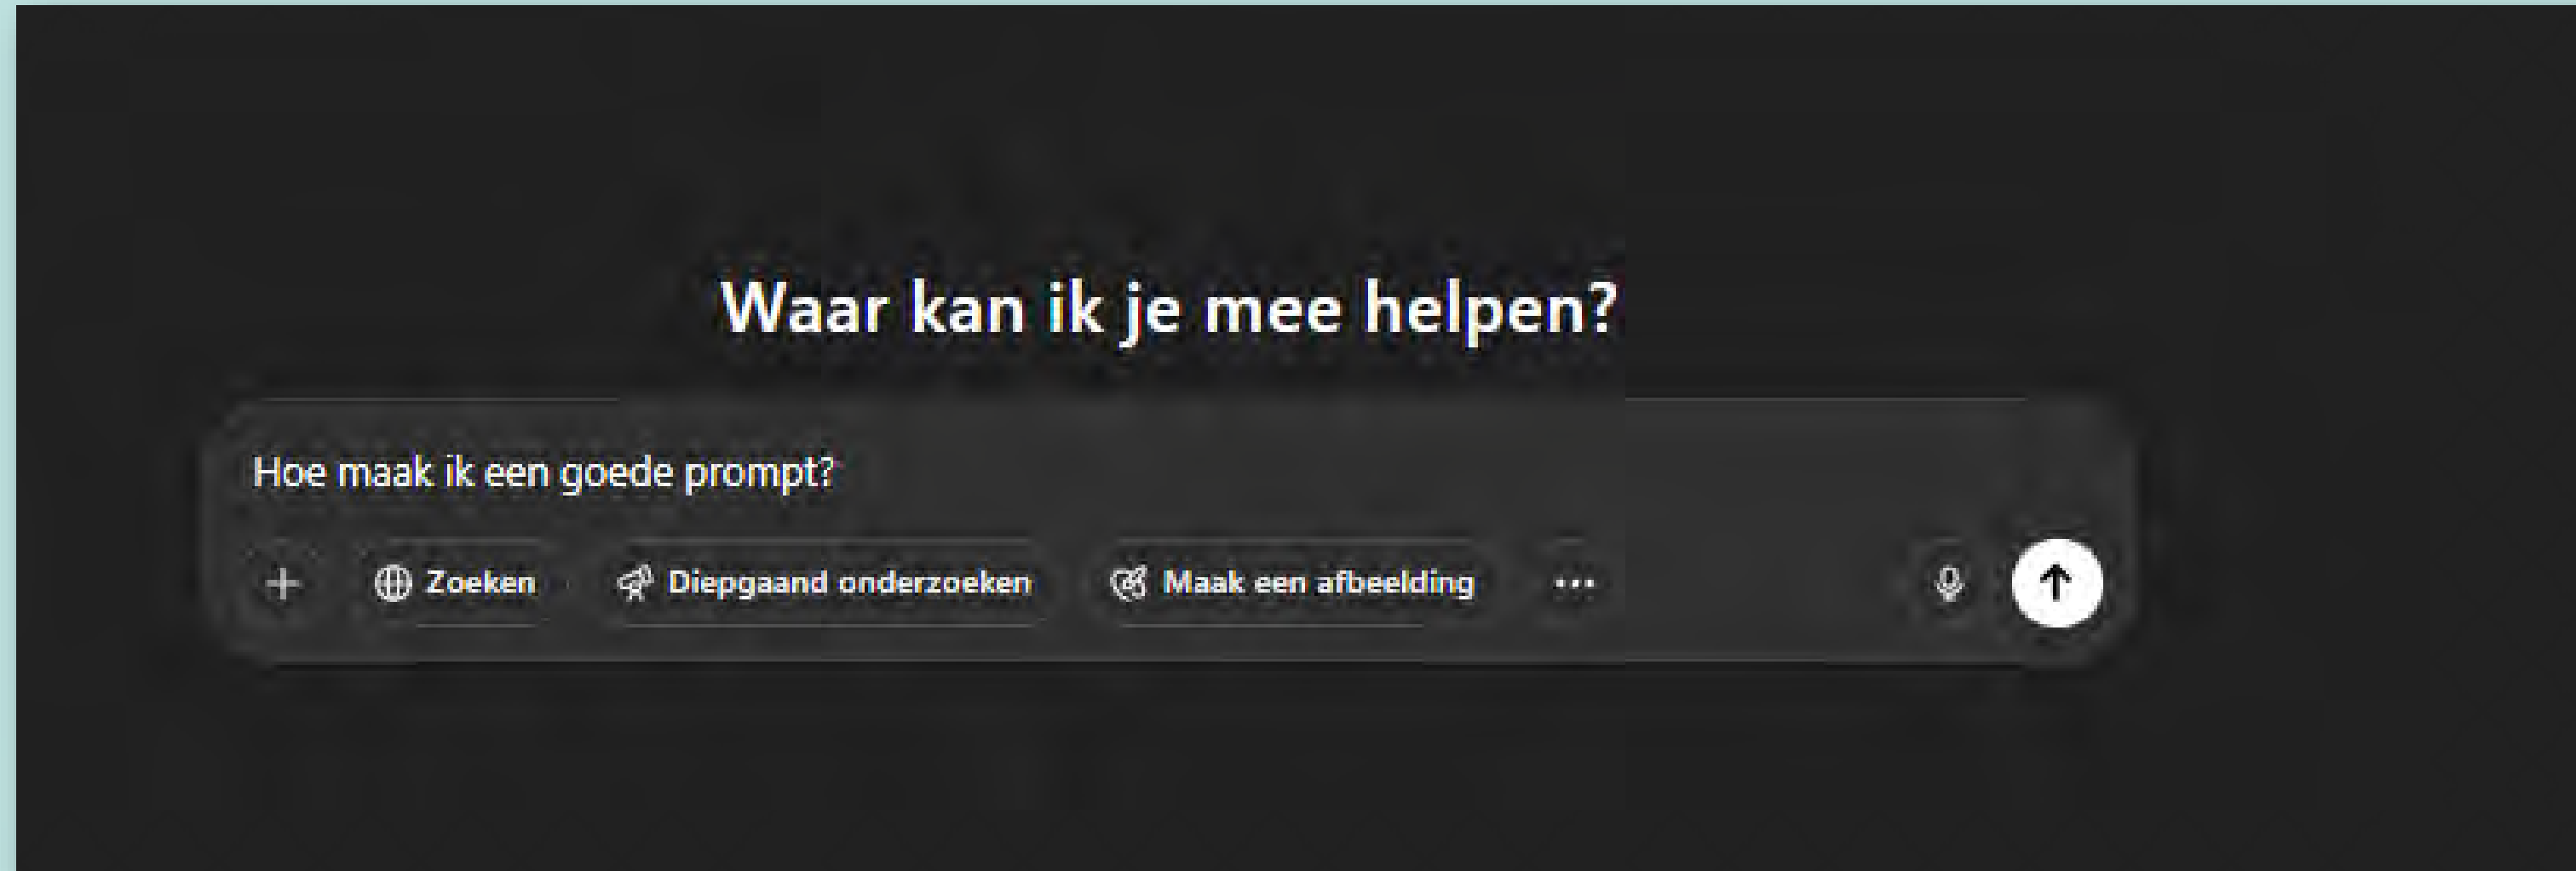 Waar kan ik je mee helpen?
Hoe maak ik een goede prompt?
Zoeken Diepgaand onderzoeken Maak een afbeelding